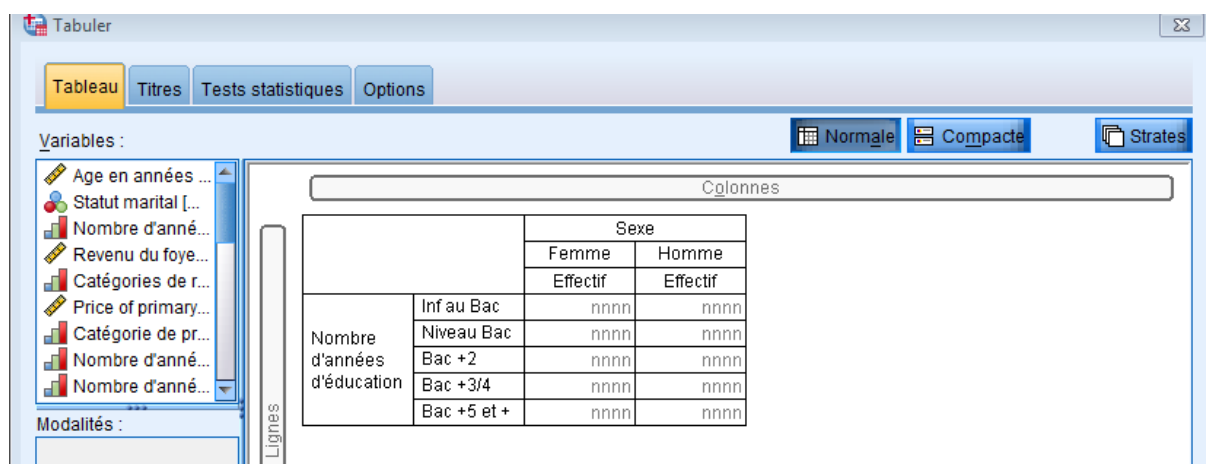 Tabuler
Tableau Titres Tests statistiques Options
Variables :
Normale Compacte Strates
Age en années ...
Statut marital [...
Nombre d'anné...
Revenu du foye...
Catégories de r...
Price of primary...
Catégorie de pr...
Nombre d'anné...
Nombre d'anné...
Modalités :
Colonnes
Lignes
Sexe
Femme Homme
Effectif Effectif
Nombre d'années d'éducation
Inf au Bac nnnn nnnn
Niveau Bac nnnn nnnn
Bac +2 nnnn nnnn
Bac +3/4 nnnn nnnn
Bac +5 et + nnnn nnnn